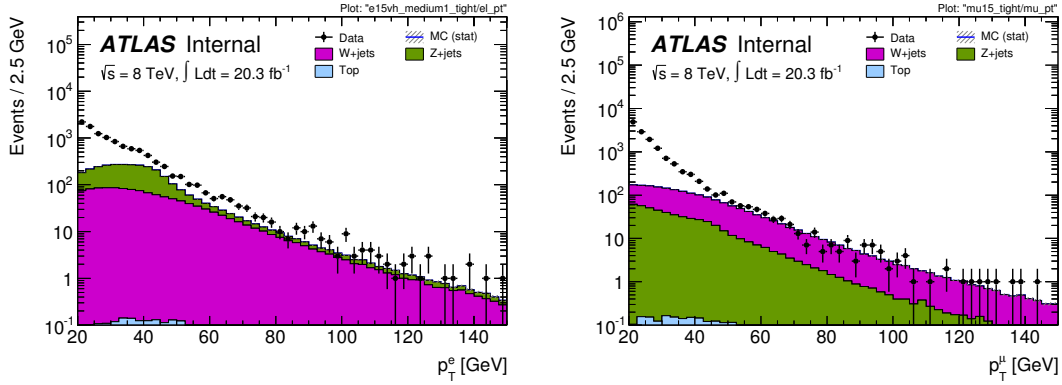 Plot: "e15vh_medium1_tight/el_pt"
ATLAS Internal
√s = 8 TeV, ∫ Ldt = 20.3 fb⁻¹
Data
MC (stat)
W+jets
Z+jets
Top
Events / 2.5 GeV
10⁵
10⁴
10³
10²
10
1
10⁻¹
20 40 60 80 100 120 140
p_T^e [GeV]
Plot: "mu15_tight/mu_pt"
ATLAS Internal
√s = 8 TeV, ∫ Ldt = 20.3 fb⁻¹
Data
MC (stat)
W+jets
Z+jets
Top
Events / 2.5 GeV
10⁶
10⁵
10⁴
10³
10²
10
1
10⁻¹
20 40 60 80 100 120 140
p_T^μ [GeV]